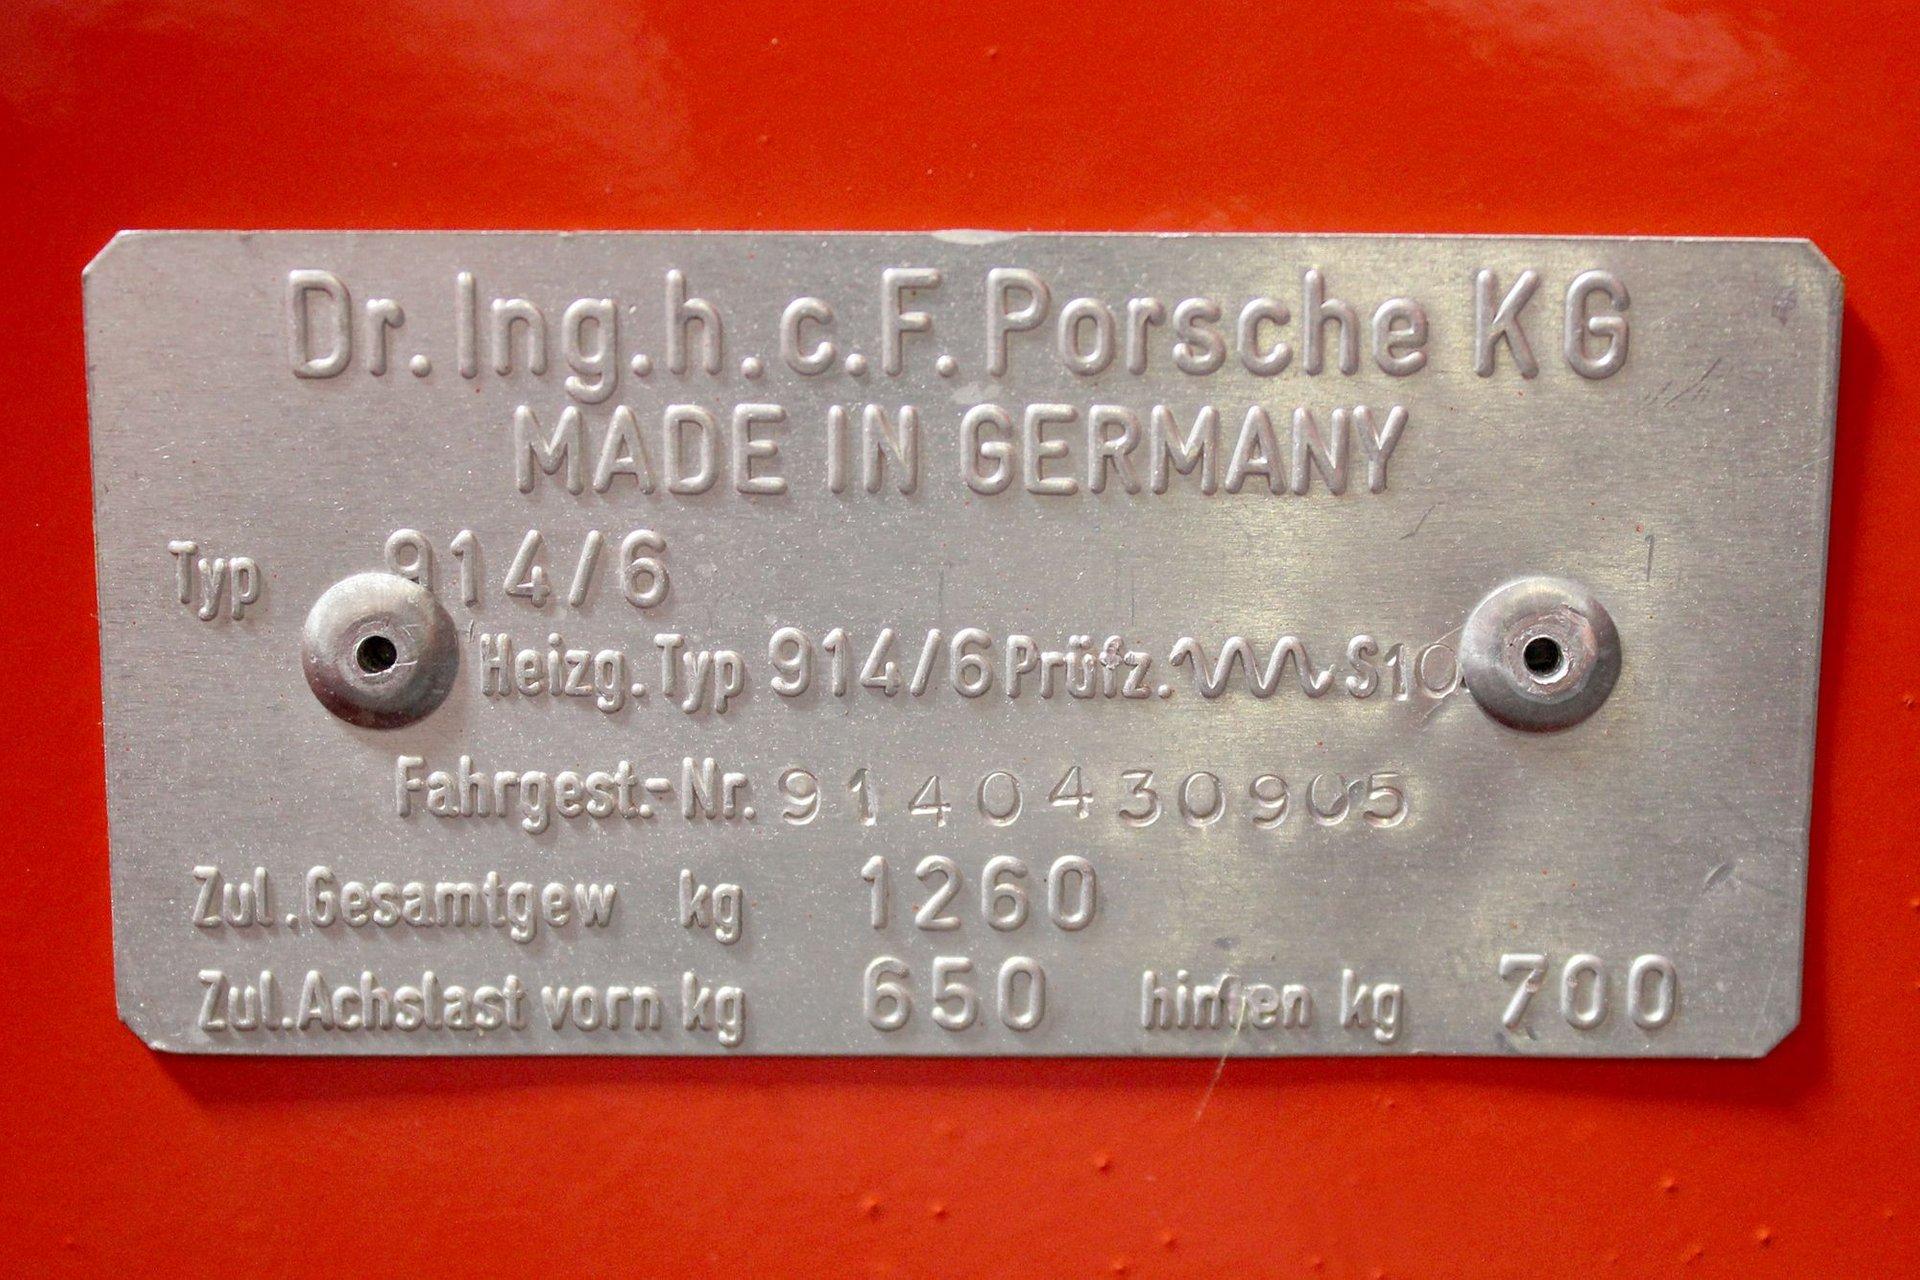 Dr.Ing.h.c.F.Porsche KG
MADE IN GERMANY
Typ 914/6
Heizg.Typ 914/6 Prüfz. S10
Fahrgest.-Nr. 9140430905
Zul.Gesamtgew kg 1260
Zul.Achslast vorn kg 650 hinten kg 700